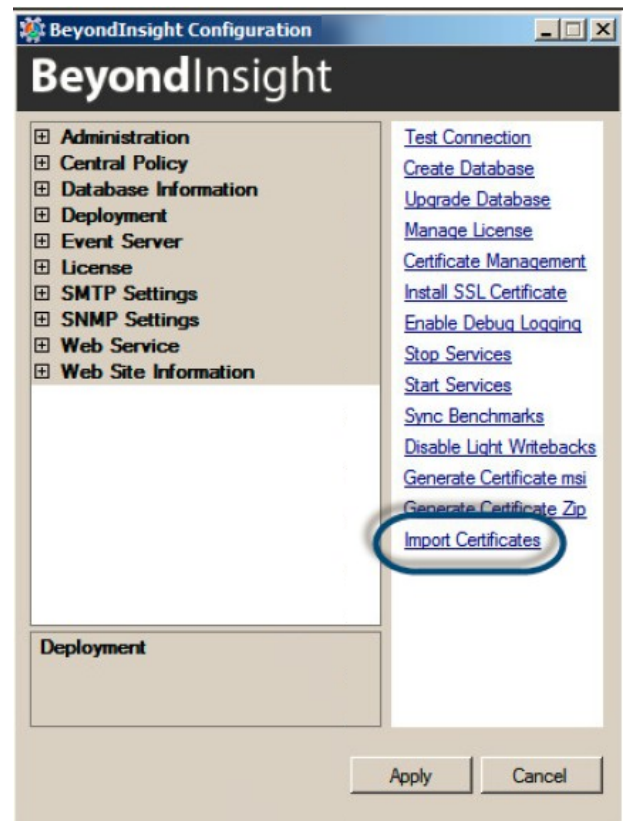 BeyondInsight Configuration
BeyondInsight
Administration
Central Policy
Database Information
Deployment
Event Server
License
SMTP Settings
SNMP Settings
Web Service
Web Site Information
Test Connection
Create Database
Upgrade Database
Manage License
Certificate Management
Install SSL Certificate
Enable Debug Logging
Stop Services
Start Services
Sync Benchmarks
Disable Light Writebacks
Generate Certificate msi
Generate Certificate Zip
Import Certificates
Deployment
Apply
Cancel